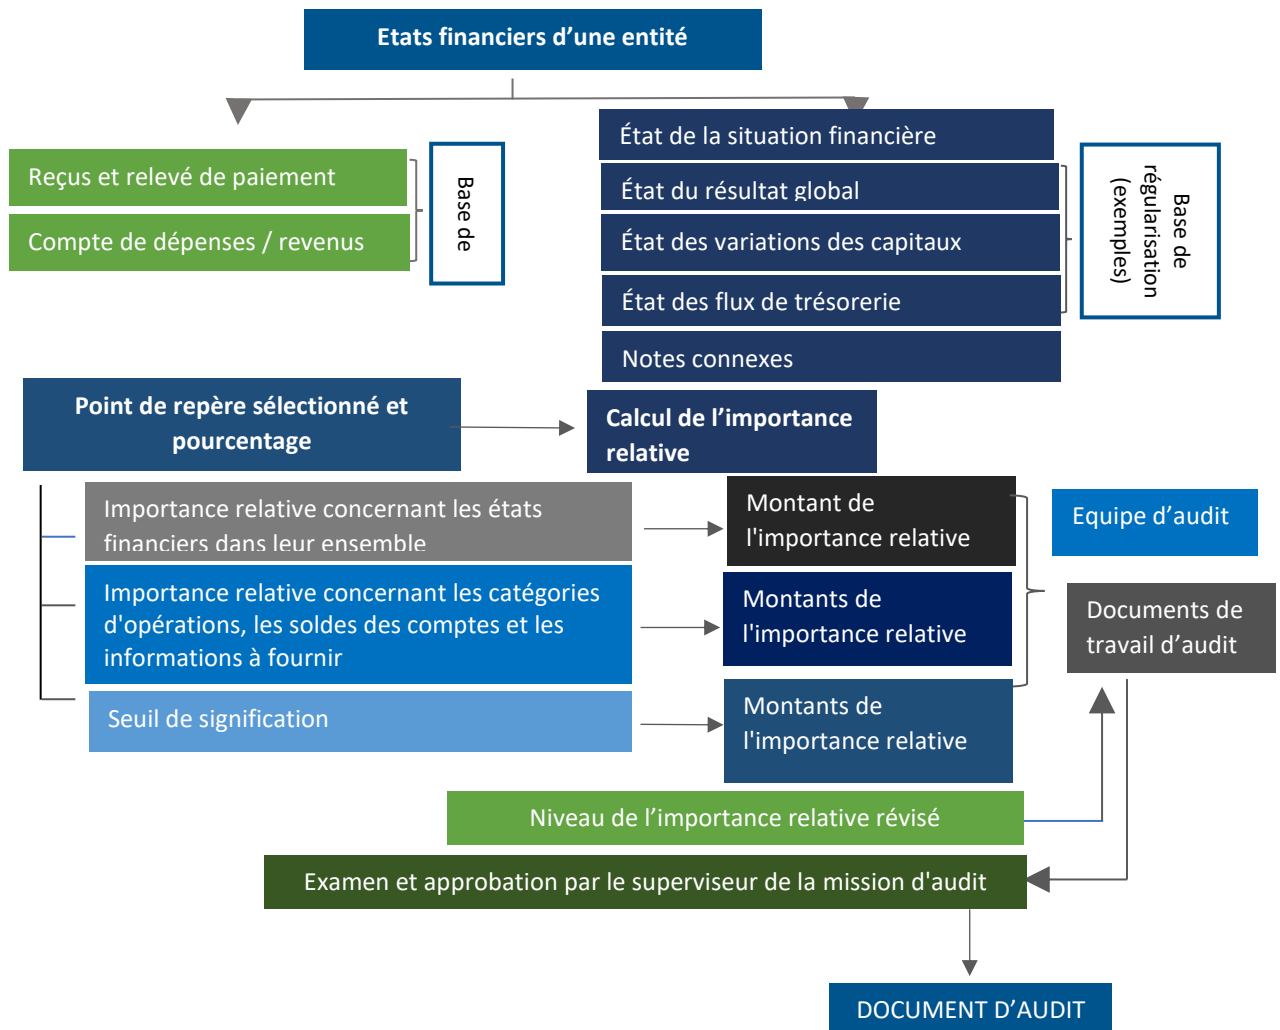 Etats financiers d’une entité
Reçus et relevé de paiement
Compte de dépenses / revenus
Base de
État de la situation financière
État du résultat global
État des variations des capitaux
État des flux de trésorerie
Notes connexes
Base de
régularisation
(exemples)
Point de repère sélectionné et
pourcentage
Calcul de l’importance
relative
Importance relative concernant les états
financiers dans leur ensemble
Montant de
l'importance relative
Equipe d’audit
Importance relative concernant les catégories
d'opérations, les soldes des comptes et les
informations à fournir
Montants de
l'importance relative
Documents de
travail d’audit
Seuil de signification
Montants de
l'importance relative
Niveau de l’importance relative révisé
Examen et approbation par le superviseur de la mission d'audit
DOCUMENT D’AUDIT